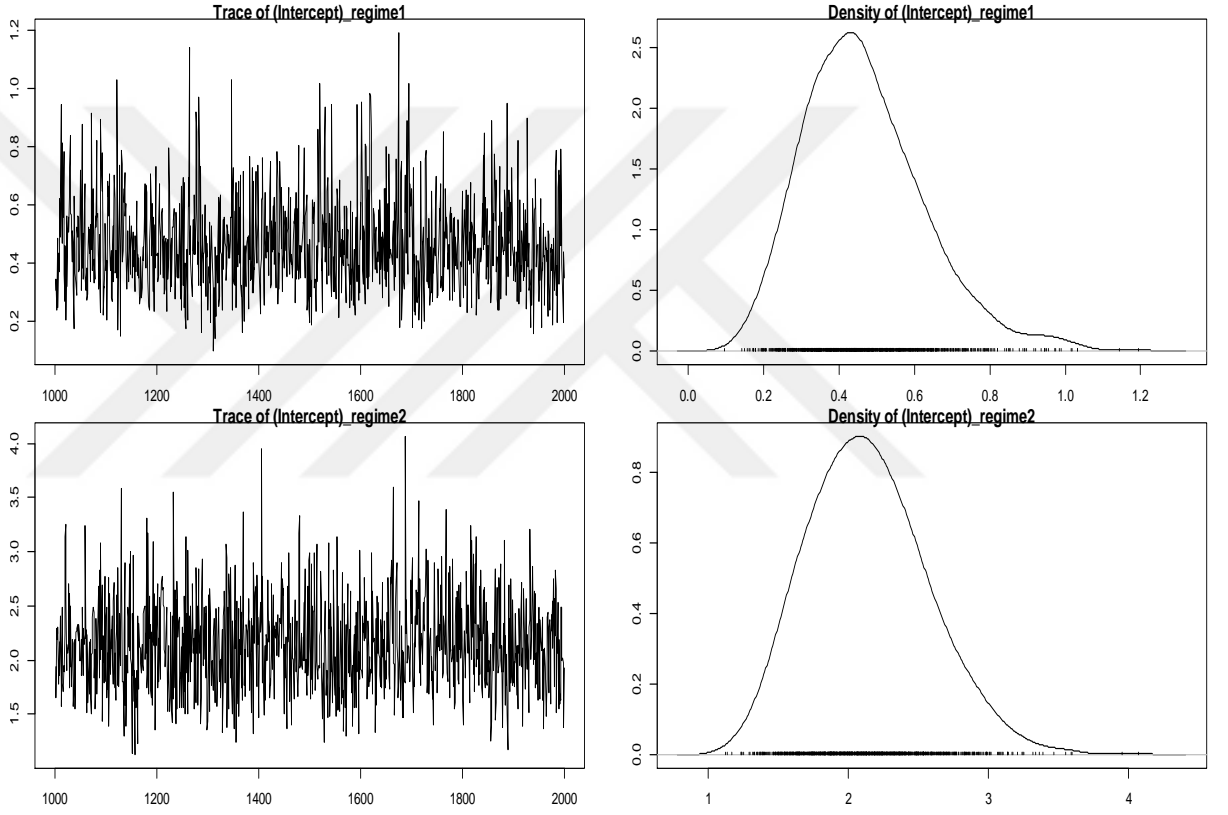 Trace of (Intercept)_regime1
1.2
1.0
0.8
0.6
0.4
0.2
1000 1200 1400 1600 1800 2000
Density of (Intercept)_regime1
2.5
2.0
1.5
1.0
0.5
0.0
0.0 0.2 0.4 0.6 0.8 1.0 1.2
Trace of (Intercept)_regime2
4.0
3.5
3.0
2.5
2.0
1.5
1000 1200 1400 1600 1800 2000
Density of (Intercept)_regime2
0.8
0.6
0.4
0.2
0.0
1 2 3 4